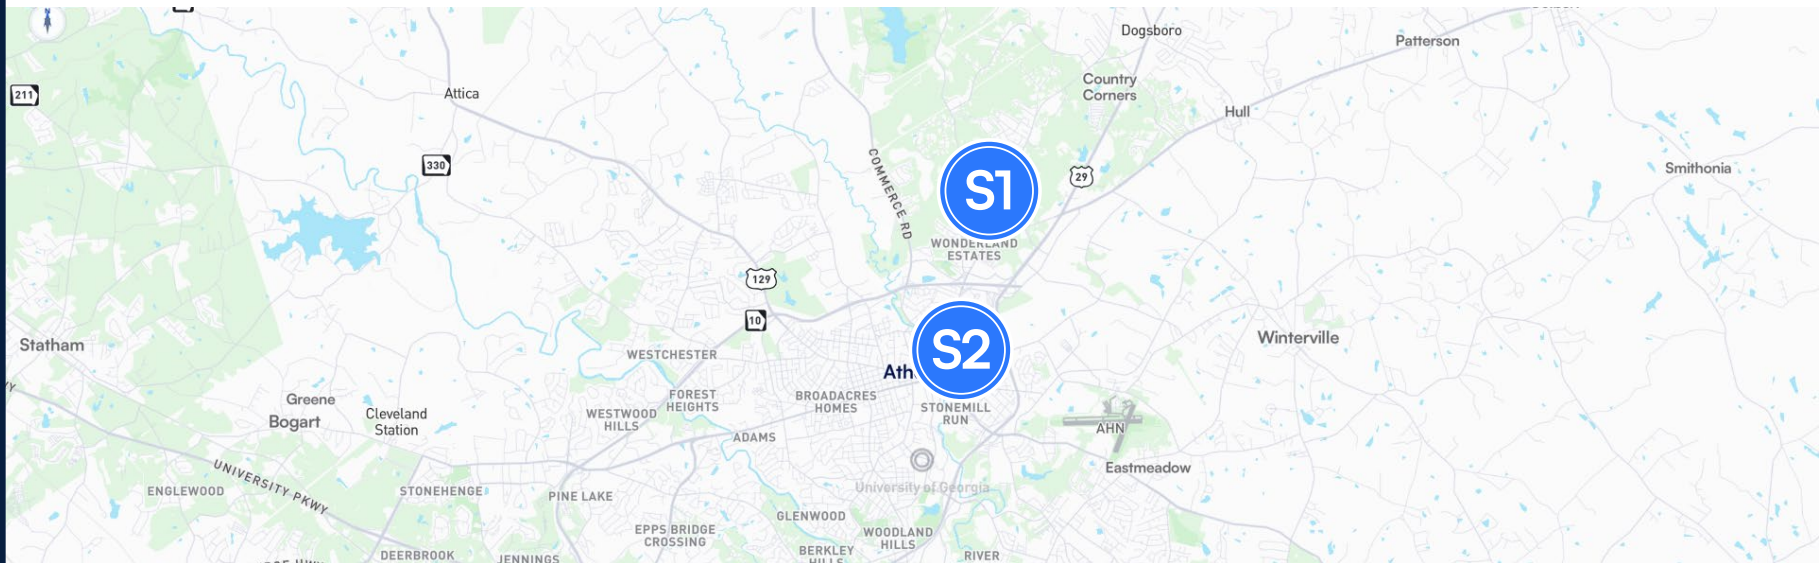 Dogsboro
Patterson
Country
Corners
211
Attica
Hull
330
COMMERCE RD
S1
29
Smithonia
WONDERLAND
ESTATES
129
10
Statham
WESTCHESTER
S2
Winterville
Ath
Greene
Bogart
Cleveland
Station
FOREST
HEIGHTS
WESTWOOD
HILLS
BROADACRES
HOMES
STONEMILL
RUN
ADAMS
AHN
Eastmeadow
UNIVERSITY PKWY
ENGLEWOOD
STONEHENGE
PINE LAKE
University of Georgia
GLENWOOD
EPPS BRIDGE
CROSSING
WOODLAND
HILLS
DEERBROOK
JENNINGS
BERKLEY
HILLS
RIVER